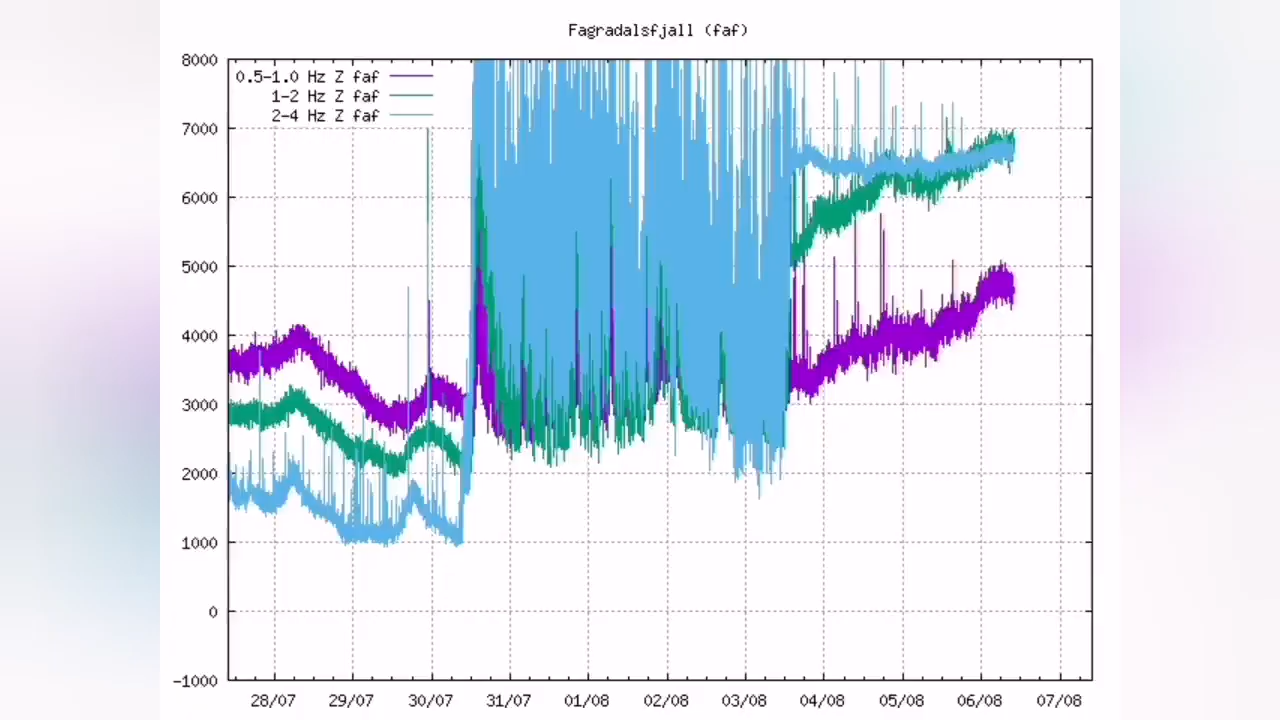 Fagradalsfjall (faf)
8000
0.5-1.0 Hz Z faf
1-2 Hz Z faf
2-4 Hz Z faf
7000
6000
5000
4000
3000
2000
1000
0
-1000
28/07 29/07 30/07 31/07 01/08 02/08 03/08 04/08 05/08 06/08 07/08